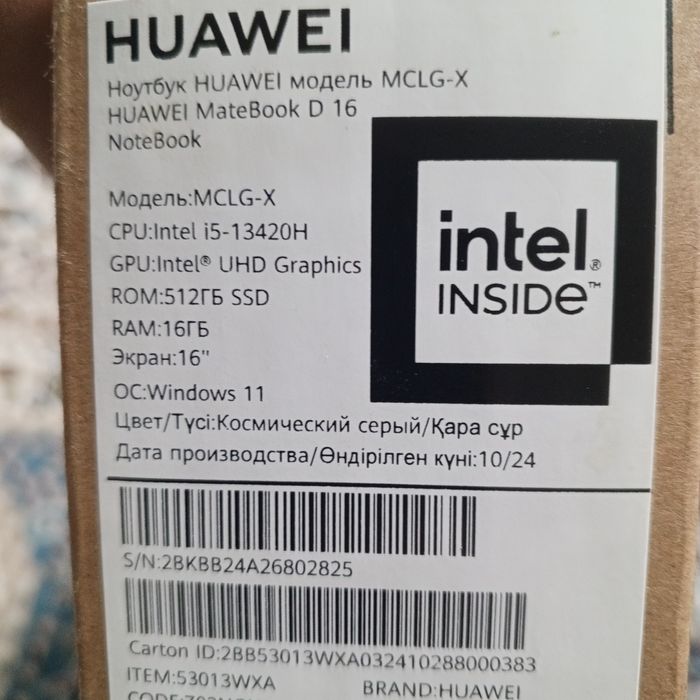 HUAWEI
Ноутбук HUAWEI модель MCLG-X
HUAWEI MateBook D 16
NoteBook
Модель:MCLG-X
CPU:Intel i5-13420H
GPU:Intel® UHD Graphics
ROM:512ГБ SSD
RAM:16ГБ
Экран:16"
ОС:Windows 11
Цвет/Түсі:Космический серый/Қара сұр
Дата производства/Өндірілген күні:10/24
intel®
INSIDe™
S/N:2BKBB24A26802825
Carton ID:2BB53013WXA032410288000383
ITEM:53013WXA
BRAND:HUAWEI